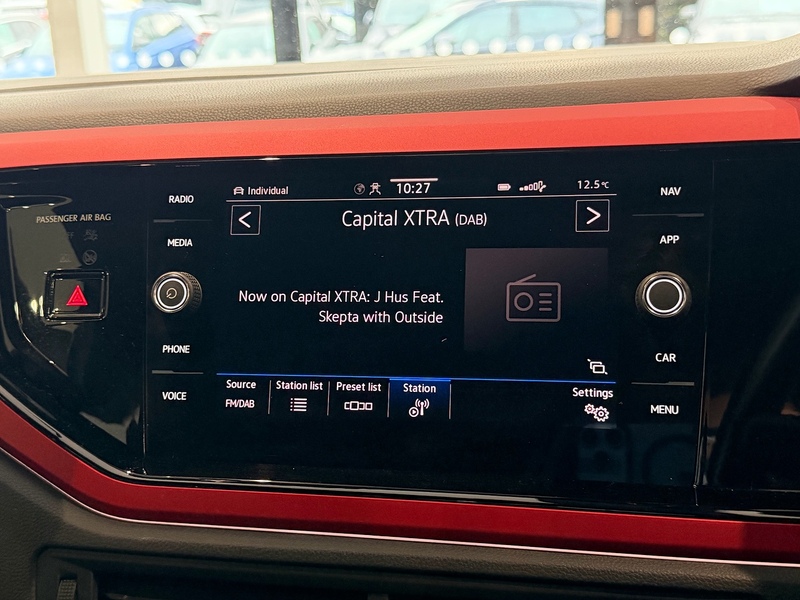 RADIO
Individual
10:27
12.5°C
NAV
PASSENGER AIR BAG
Capital XTRA (DAB)
MEDIA
APP
Now on Capital XTRA: J Hus Feat.
Skepta with Outside
PHONE
CAR
VOICE
Source
FM/DAB
Station list
Preset list
Station
Settings
MENU